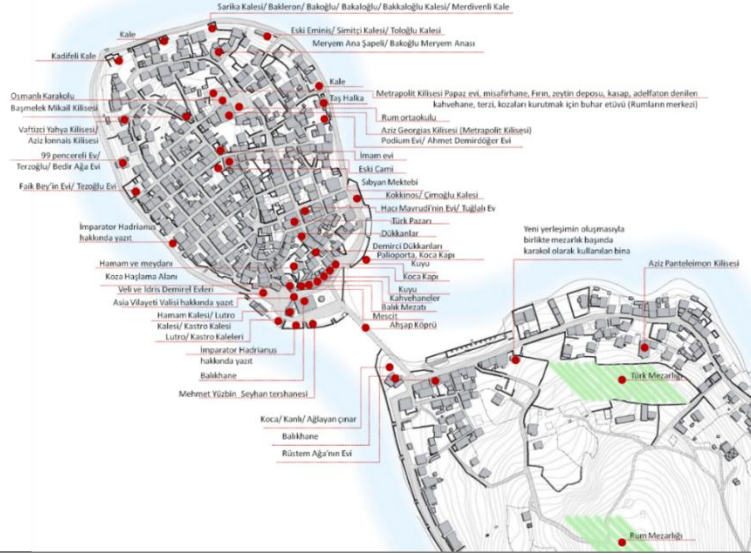 Sarika Kalesi/ Bakleron/ Bakoğlu/ Bakaloğlu/ Bakkaloğlu Kalesi/ Merdivenli Kale
Kale
Eski Eminis/ Simitçi Kalesi/ Toloğlu Kalesi
Meryem Ana Şapeli/ Bakoğlu Meryem Anası
Kadifeli Kale
Kale
Metrapolit Kilisesi Papaz evi, misafirhane, Fırın, zeytin deposu, kasap, adelfaton denilen
kahvehane, terzi, kozaları kurutmak için buhar etüvü (Rumların merkezi)
Osmanlı Karakolu
Taş Halka
Başmelek Mikail Kilisesi
Rum ortaokulu
Aziz Georgias Kilisesi (Metrapolit Kilisesi)
Vaftizci Yahya Kilisesi/
Aziz İonnais Kilisesi
Podium Evi/ Ahmet Demirdöğer Evi
99 pencereli Ev/
Terzoğlu/ Bedir Ağa Evi
İmam evi
Eski Cami
Sıbyan Mektebi
Faik Bey'in Evi/ Tezoğlu Evi
Kokkinos/ Çımoğlu Kalesi
Hacı Mavrudi'nin Evi/ Tuğlalı Ev
Türk Pazarı
İmparator Hadrianus
hakkında yazıt
Dükkanlar
Demirci Dükkanları
Palioporta, Koca Kapı
Yeni yerleşimin oluşmasıyla
birlikte mezarlık başında
karakol olarak kullanılan bina
Aziz Panteleimon Kilisesi
Hamam ve meydanı
Kuyu
Koza Haşlama Alanı
Koca Kapı
Veli ve İdris Demirel Evleri
Kuyu
Asia Vilayeti Valisi hakkında yazıt
Kahvehaneler
Balık Mezatı
Hamam Kalesi/ Lutro
Mescit
Kalesi/ Kastro Kalesi
Ahşap Köprü
Lutro/ Kastro Kaleleri
İmparator Hadrianus
hakkında yazıt
Balıkhane
Türk Mezarlığı
Mehmet Yüzbin Seyhan tershanesi
Koca/ Kanlı/ Ağlayan çınar
Balıkhane
Rüstem Ağa'nın Evi
Rum Mezarlığı